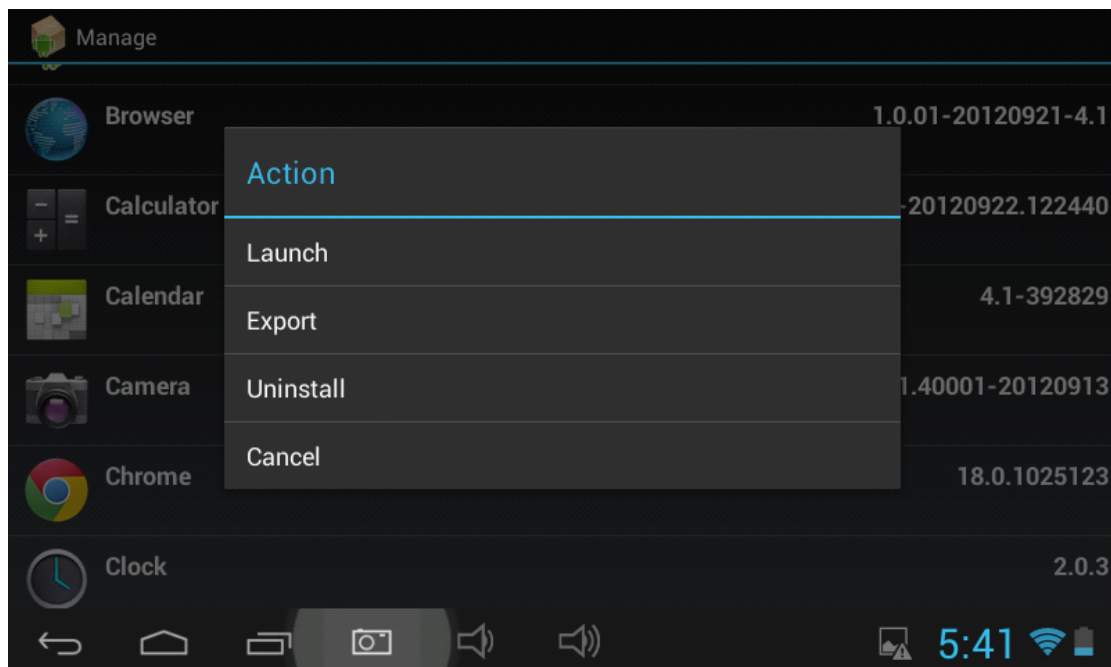 Manage
Browser 1.0.01-20120921-4.1
Action
Calculator -20120922.122440
Launch
Calendar 4.1-392829
Export
Camera 1.40001-20120913
Uninstall
Cancel
Chrome 18.0.1025123
Clock 2.0.3
5:41